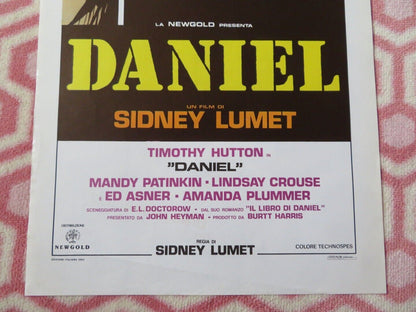 LA NEWGOLD PRESENTA
DANIEL
UN FILM DI
SIDNEY LUMET
TIMOTHY HUTTON IN
"DANIEL"
MANDY PATINKIN · LINDSAY CROUSE
E ED ASNER · AMANDA PLUMMER
SCENEGGIATURA DI E.L. DOCTOROW · DAL SUO ROMANZO "IL LIBRO DI DANIEL"
PRESENTATO DA JOHN HEYMAN · PRODOTTO DA BURTT HARRIS
REGIA DI
SIDNEY LUMET
DISTRIBUZIONE
NEWGOLD
COLORE TECHNOSPES